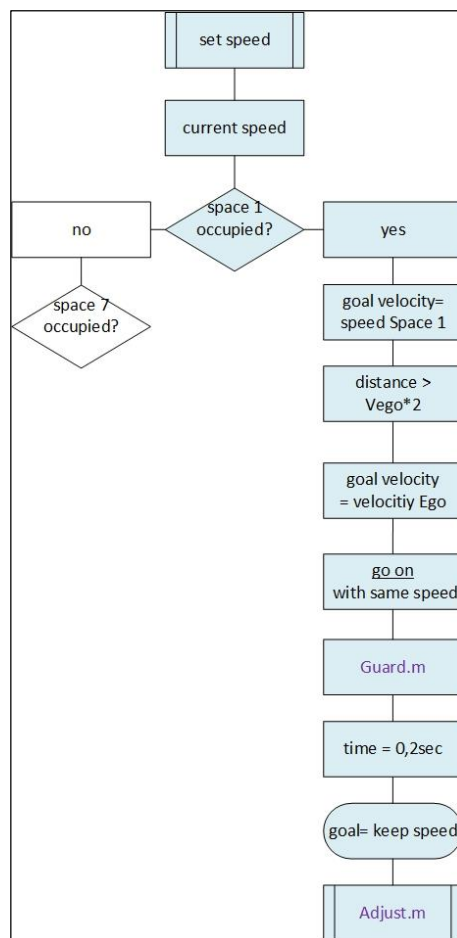 set speed
current speed
space 1
occupied?
no
yes
space 7
occupied?
goal velocity=
speed Space 1
distance >
Vego*2
goal velocity
= velocitiy Ego
go on
with same speed
Guard.m
time = 0,2sec
goal= keep speed
Adjust.m